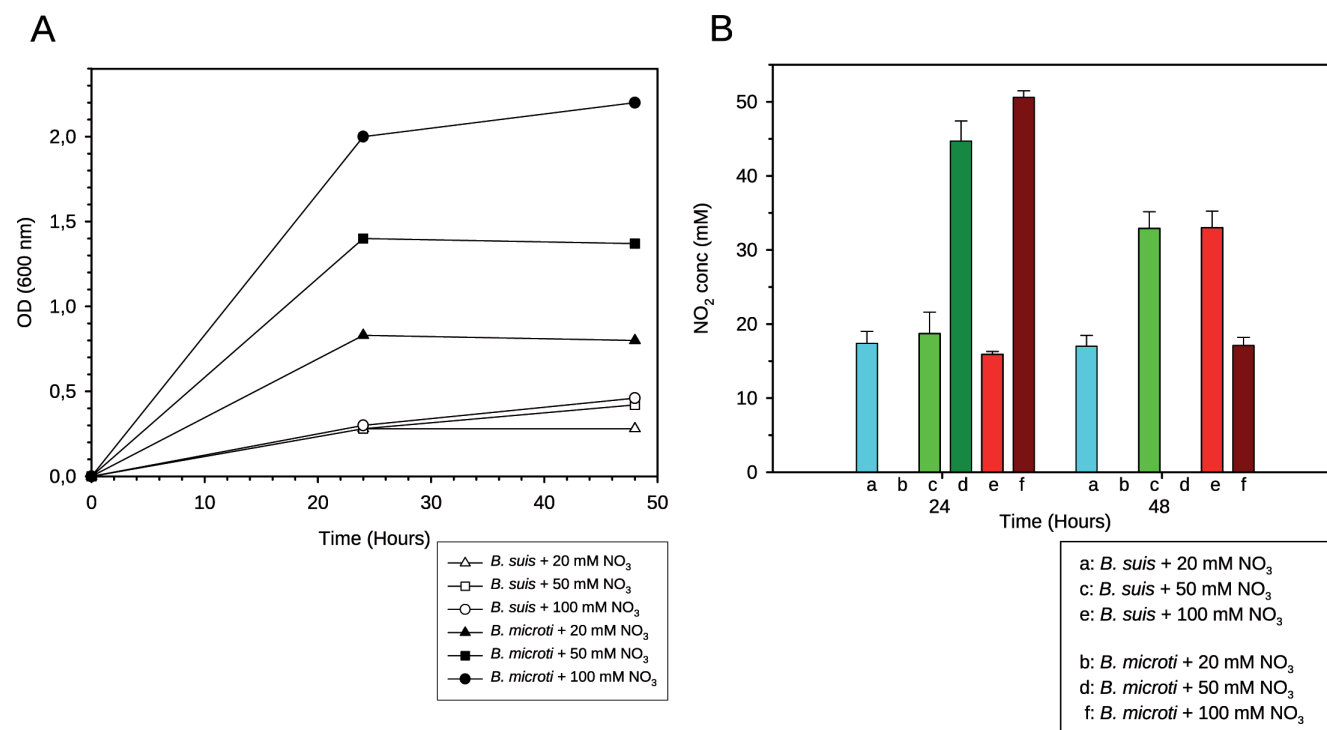 A
B
2,0
1,5
1,0
0,5
0,0
OD (600 nm)
0 10 20 30 40 50
Time (Hours)
B. suis + 20 mM NO₃
B. suis + 50 mM NO₃
B. suis + 100 mM NO₃
B. microti + 20 mM NO₃
B. microti + 50 mM NO₃
B. microti + 100 mM NO₃
50
40
30
20
10
0
NO₂ conc (mM)
a b c d e f a b c d e f
24 48
Time (Hours)
a: B. suis + 20 mM NO₃
c: B. suis + 50 mM NO₃
e: B. suis + 100 mM NO₃
b: B. microti + 20 mM NO₃
d: B. microti + 50 mM NO₃
f: B. microti + 100 mM NO₃